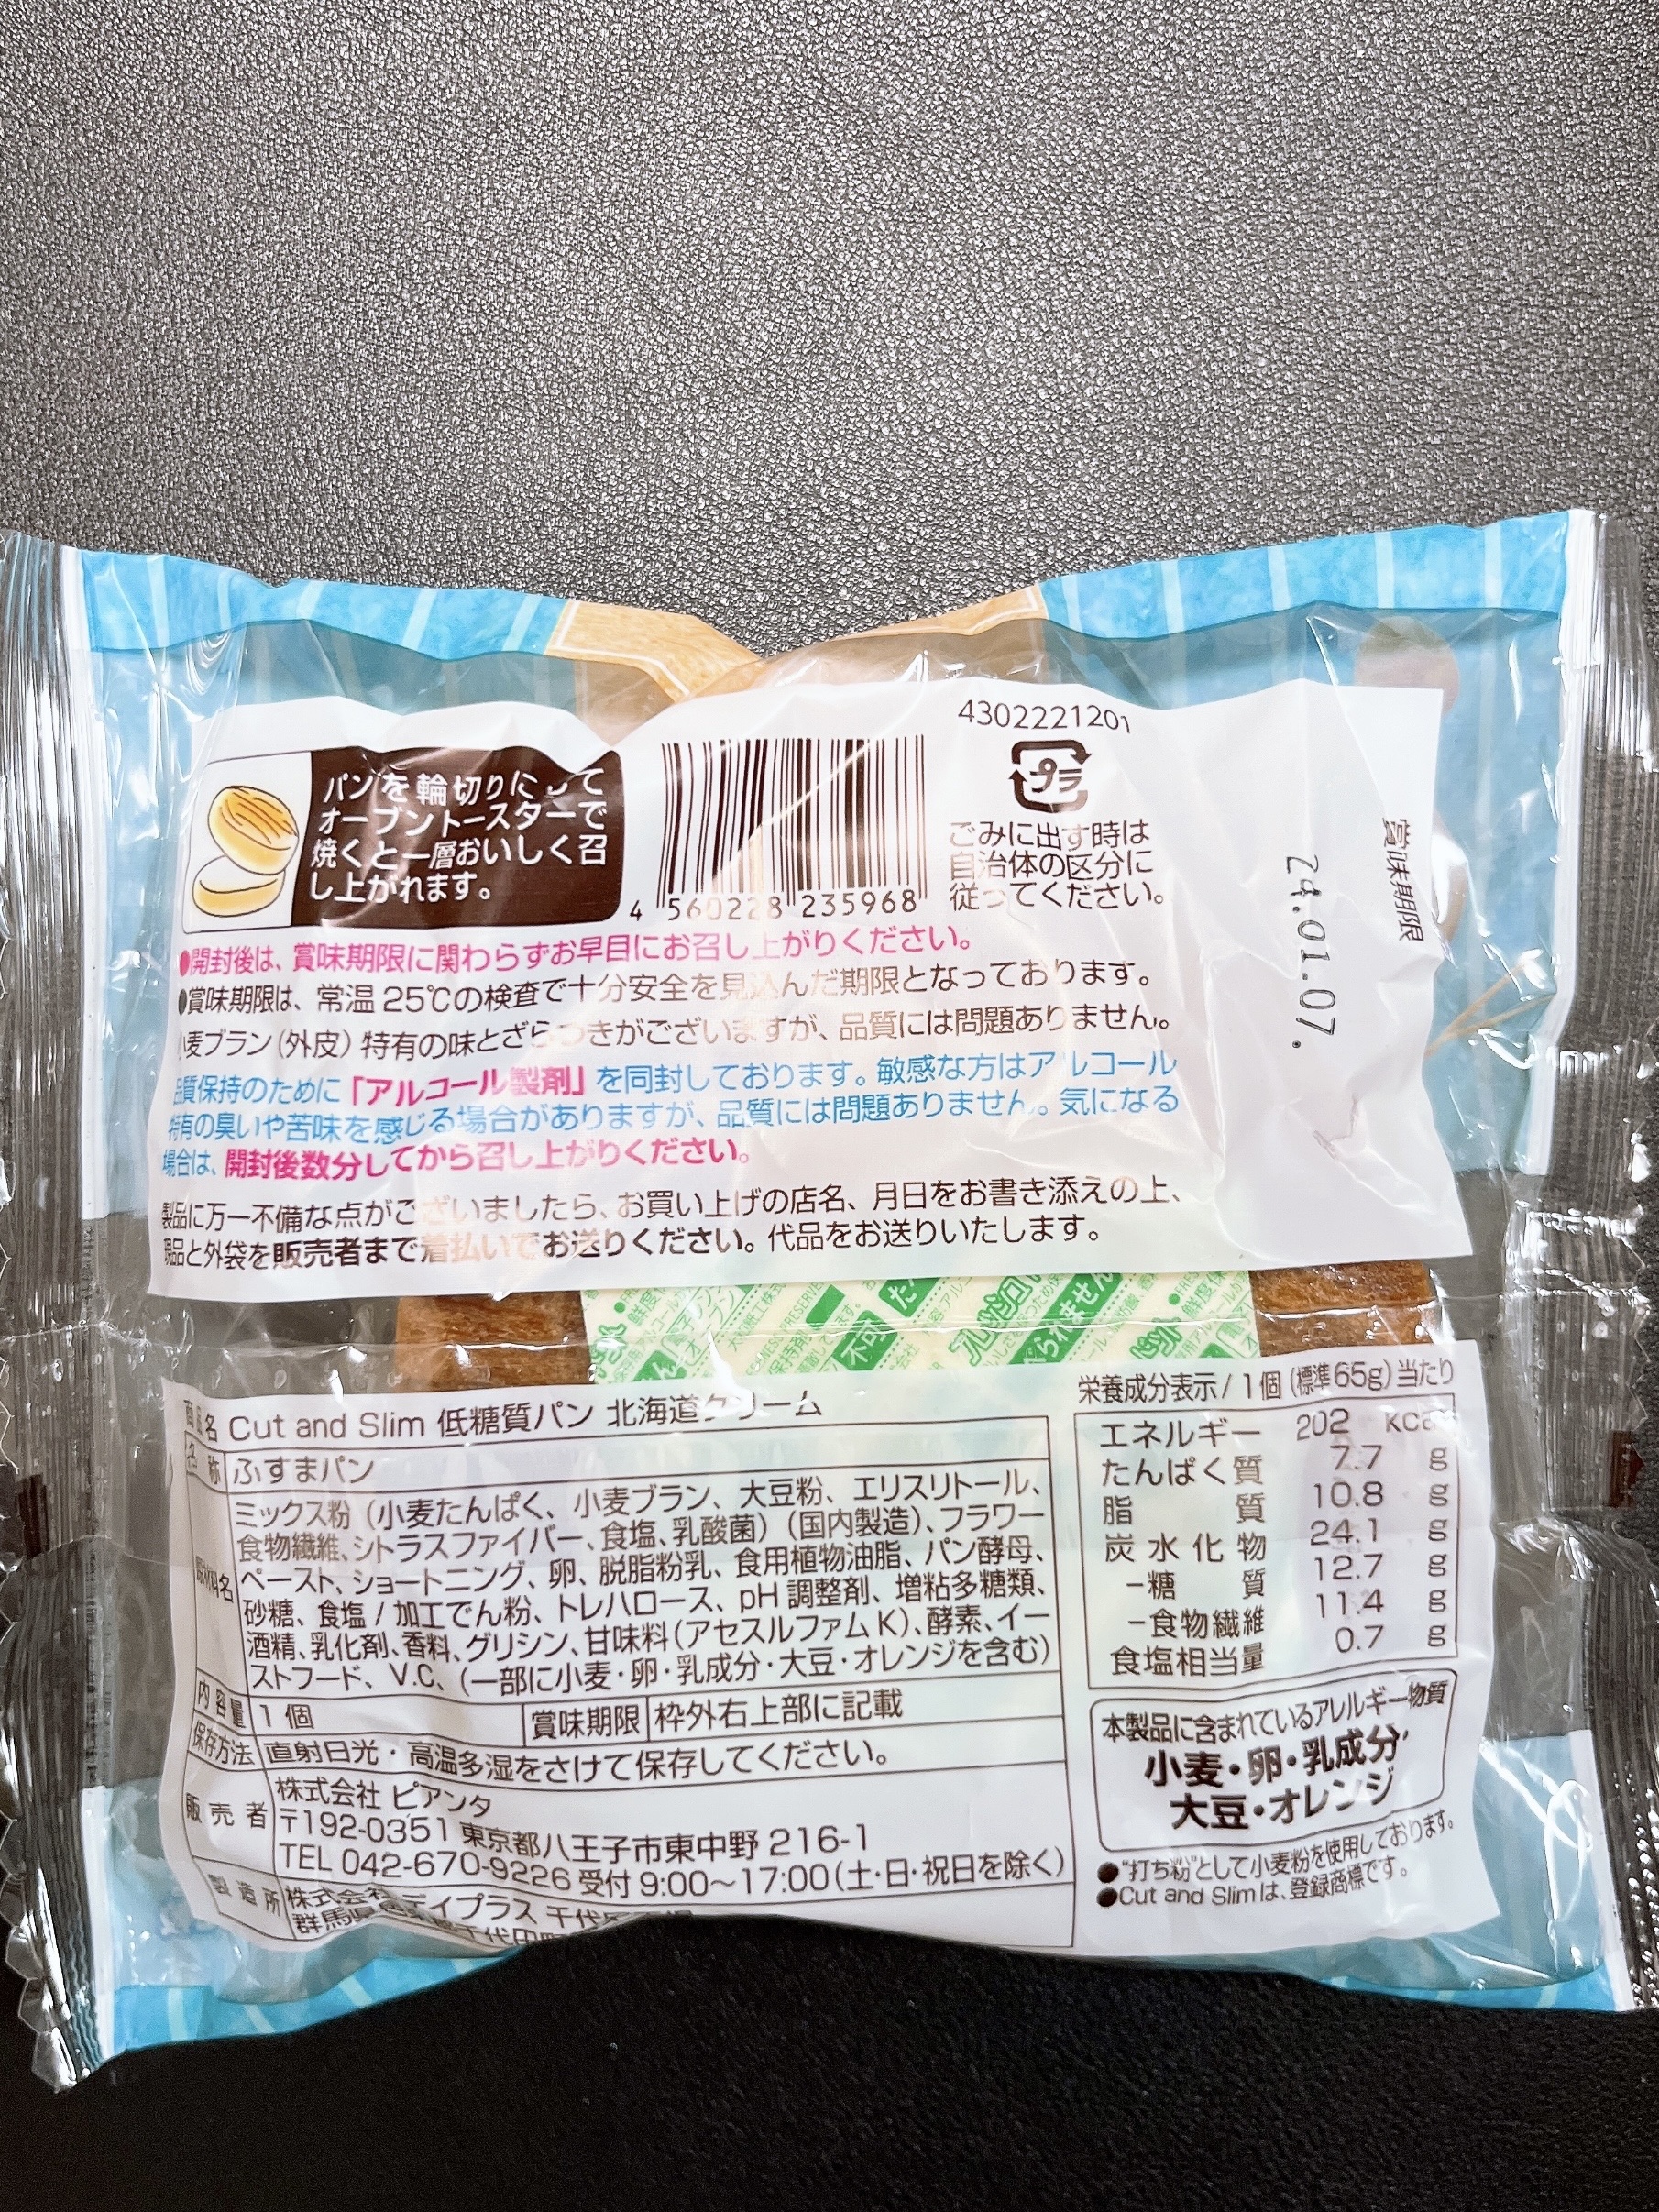 パンを輪切りにして
オーブントースターで
焼くと一層おいしく召
し上がれます。
4 560228 235968
4302221201
プラ
ごみに出す時は
自治体の区分に
従ってください。
賞味期限
24.01.07.
●開封後は、賞味期限に関わらずお早目にお召し上がりください。
●賞味期限は、常温25℃の検査で十分安全を見込んだ期限となっております。
小麦ブラン(外皮)特有の味とざらつきがございますが、品質には問題ありません。
品質保持のために「アルコール製剤」を同封しております。敏感な方はアルコール
特有の臭いや苦味を感じる場合がありますが、品質には問題ありません。気になる
場合は、開封後数分してから召し上がりください。
製品に万一不備な点がございましたら、お買い上げの店名、月日をお書き添えの上、
現品と外袋を販売者まで着払いでお送りください。代品をお送りいたします。
商品名 Cut and Slim 低糖質パン 北海道クリーム
名称 ふすまパン
原材料名 ミックス粉(小麦たんぱく、小麦ブラン、大豆粉、エリスリトール、
食物繊維、シトラスファイバー、食塩、乳酸菌)(国内製造)、フラワー
ペースト、ショートニング、卵、脱脂粉乳、食用植物油脂、パン酵母、
砂糖、食塩/加工でん粉、トレハロース、pH調整剤、増粘多糖類、
酒精、乳化剤、香料、グリシン、甘味料(アセスルファムK)、酵素、イー
ストフード、V.C、(一部に小麦・卵・乳成分・大豆・オレンジを含む)
内容量 1個 賞味期限 枠外右上部に記載
保存方法 直射日光・高温多湿をさけて保存してください。
販売者 株式会社 ピアンタ
〒192-0351 東京都八王子市東中野216-1
TEL 042-670-9226 受付 9:00～17:00(土・日・祝日を除く)
製造所 株式会社デイプラス 千代田
群馬県 千代田町
栄養成分表示/1個(標準65g)当たり
エネルギー 202 kcal
たんぱく質 7.7 g
脂質 10.8 g
炭水化物 24.1 g
-糖質 12.7 g
-食物繊維 11.4 g
食塩相当量 0.7 g
本製品に含まれているアレルギー物質
小麦・卵・乳成分・
大豆・オレンジ
●"打ち粉"として小麦粉を使用しております。
●Cut and Slimは、登録商標です。